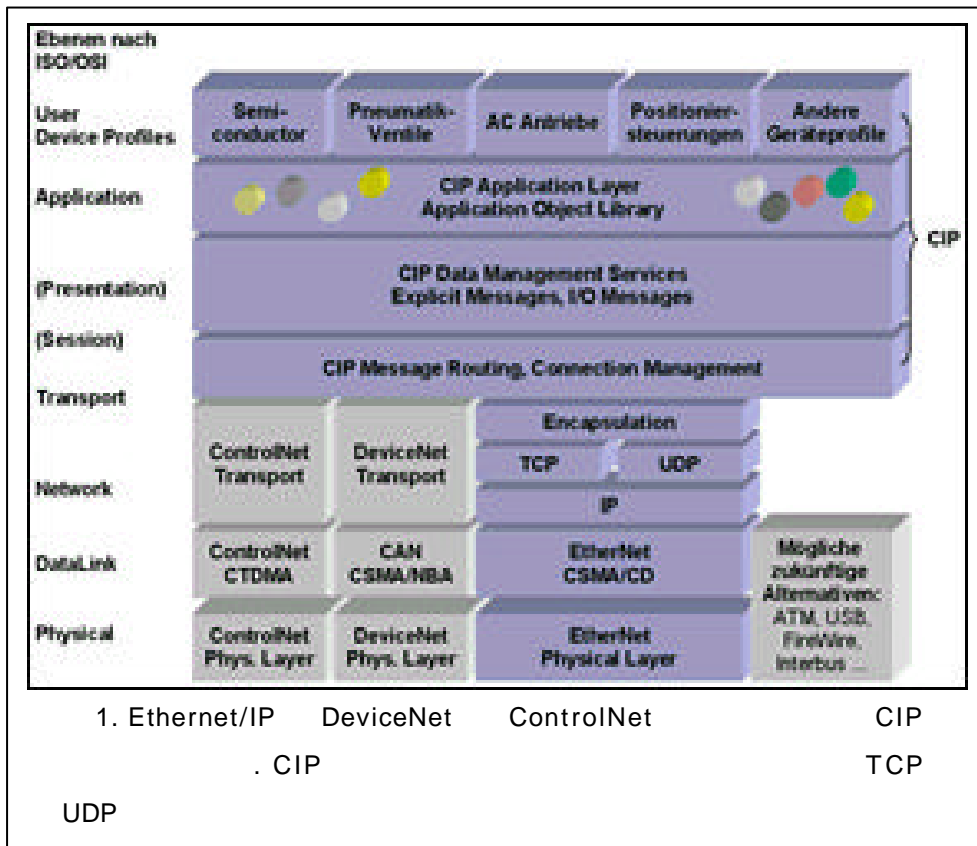 Ebenen nach
ISO/OSI
User
Device Profiles
Semi-
conductor
Pneumatik-
Ventile
AC Antriebe
Positionier-
steuerungen
Andere
Geräteprofile
Application
CIP Application Layer
Application Object Library
CIP
(Presentation)
CIP Data Management Services
Explicit Messages, I/O Messages
(Session)
CIP Message Routing, Connection Management
Transport
ControlNet
Transport
DeviceNet
Transport
Encapsulation
TCP
UDP
Network
IP
DataLink
ControlNet
CTDMA
CAN
CSMA/NBA
EtherNet
CSMA/CD
Mögliche
zukünftige
Alternativen:
ATM, USB,
FireWire,
Interbus ...
Physical
ControlNet
Phys. Layer
DeviceNet
Phys. Layer
EtherNet
Physical Layer
1. Ethernet/IP DeviceNet ControlNet CIP
. CIP TCP
UDP